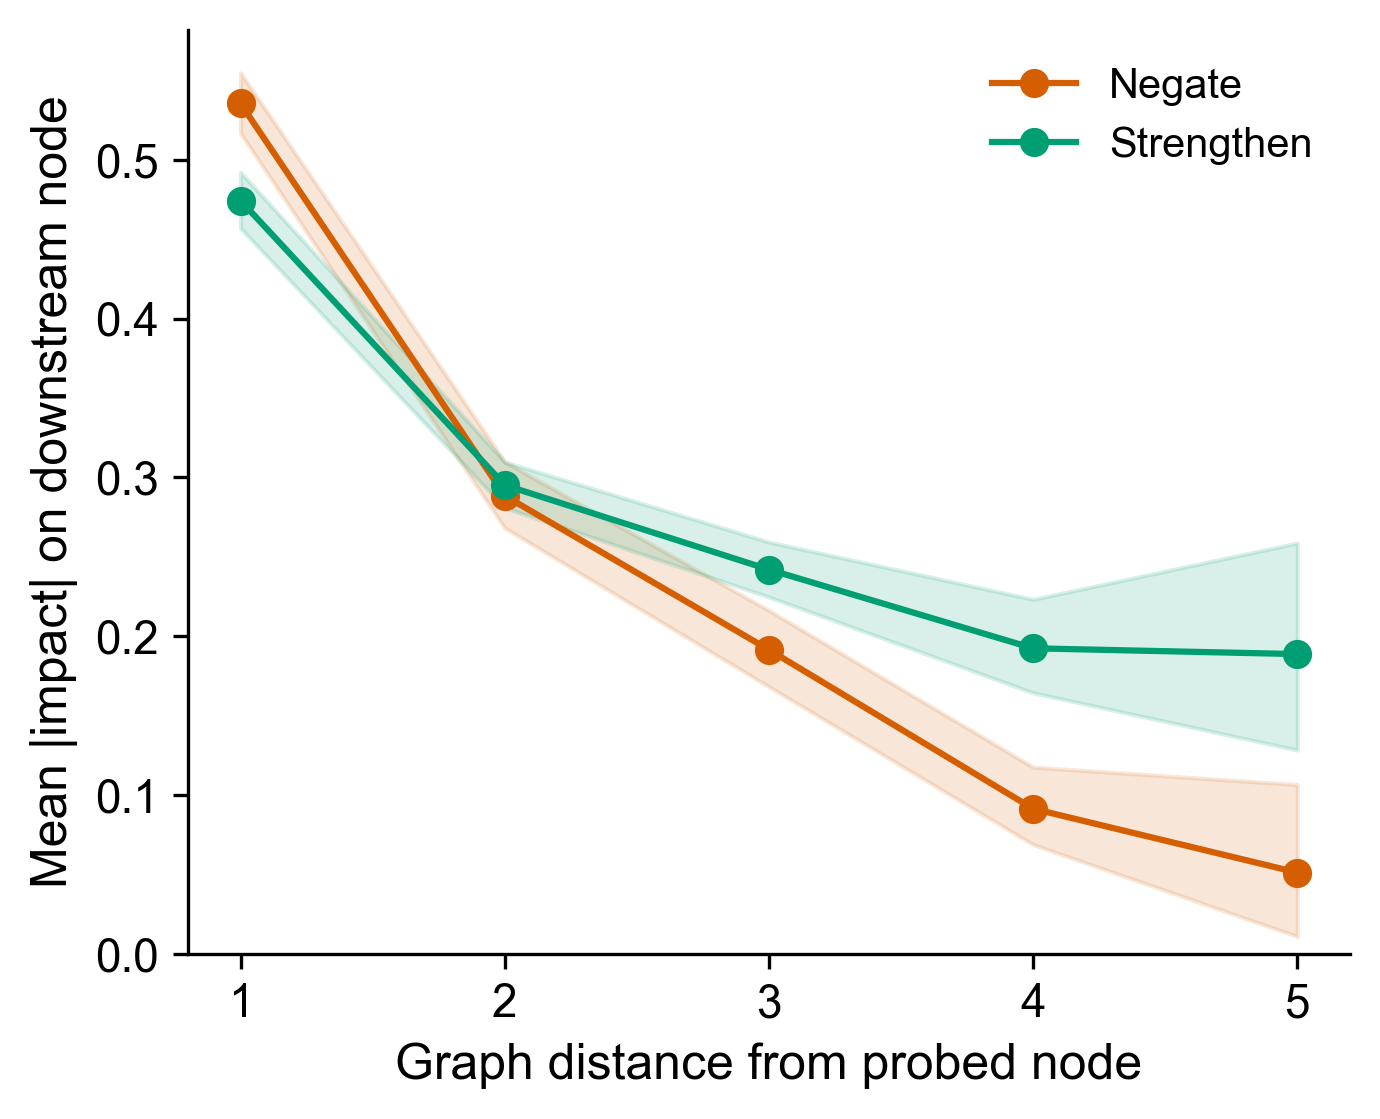 Negate
Strengthen
Mean |impact| on downstream node
0.5
0.4
0.3
0.2
0.1
0.0
1 2 3 4 5
Graph distance from probed node